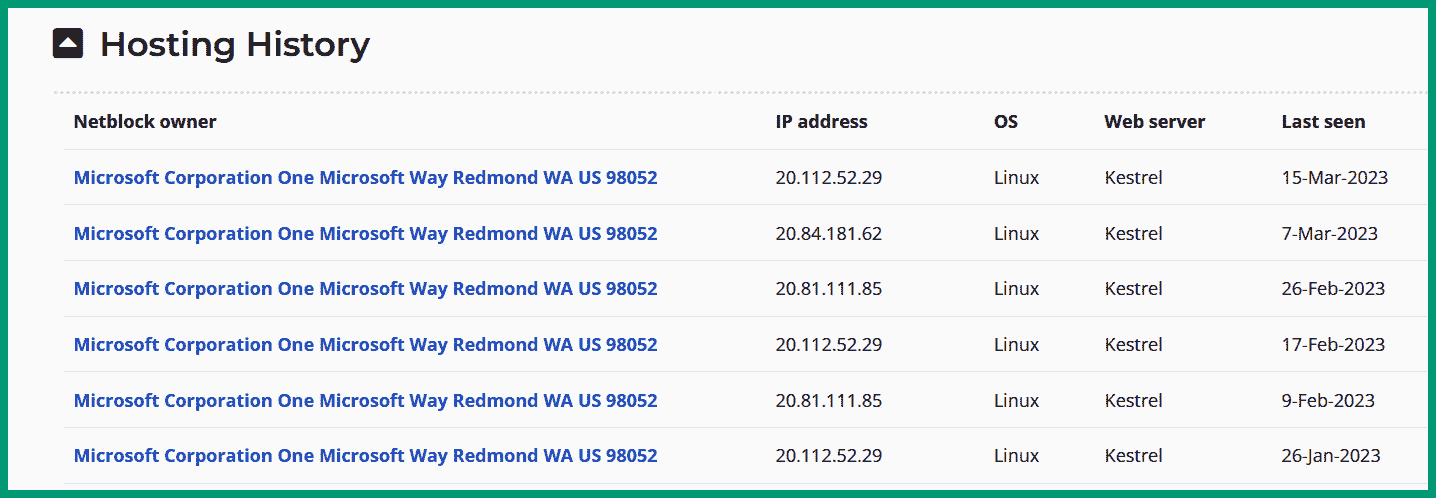 Hosting History
Netblock owner IP address OS Web server Last seen
Microsoft Corporation One Microsoft Way Redmond WA US 98052 20.112.52.29 Linux Kestrel 15-Mar-2023
Microsoft Corporation One Microsoft Way Redmond WA US 98052 20.84.181.62 Linux Kestrel 7-Mar-2023
Microsoft Corporation One Microsoft Way Redmond WA US 98052 20.81.111.85 Linux Kestrel 26-Feb-2023
Microsoft Corporation One Microsoft Way Redmond WA US 98052 20.112.52.29 Linux Kestrel 17-Feb-2023
Microsoft Corporation One Microsoft Way Redmond WA US 98052 20.81.111.85 Linux Kestrel 9-Feb-2023
Microsoft Corporation One Microsoft Way Redmond WA US 98052 20.112.52.29 Linux Kestrel 26-Jan-2023